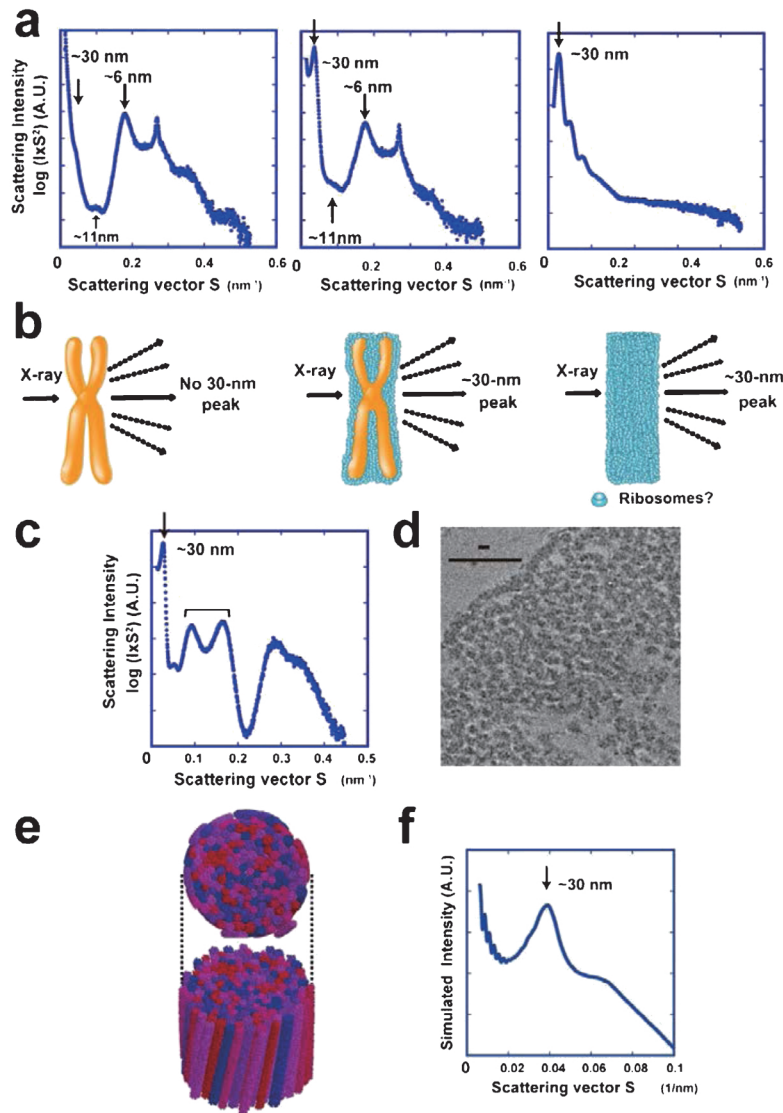 a
Scattering Intensity
log (IxS²) (A.U.)
~30 nm
~6 nm
~11nm
0 0.2 0.4 0.6
Scattering vector S (nm⁻¹)
~30 nm
~6 nm
~11nm
0 0.2 0.4 0.6
Scattering vector S (nm⁻¹)
~30 nm
0 0.2 0.4 0.6
Scattering vector S (nm⁻¹)
b
X-ray
No 30-nm
peak
X-ray
~30-nm
peak
X-ray
~30-nm
peak
Ribosomes?
c
Scattering Intensity
log (IxS²) (A.U.)
~30 nm
0 0.1 0.2 0.3 0.4 0.5
Scattering vector S (nm⁻¹)
d
e
f
Simulated Intensity (A.U.)
~30 nm
0 0.02 0.04 0.06 0.08 0.1
Scattering vector S (1/nm)